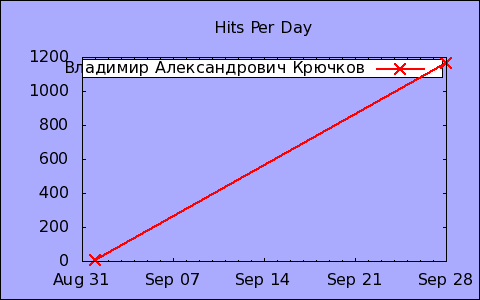 Hits Per Day
1200
Владимир Александрович Крючков
1000
800
600
400
200
0
Aug 31 Sep 07 Sep 14 Sep 21 Sep 28